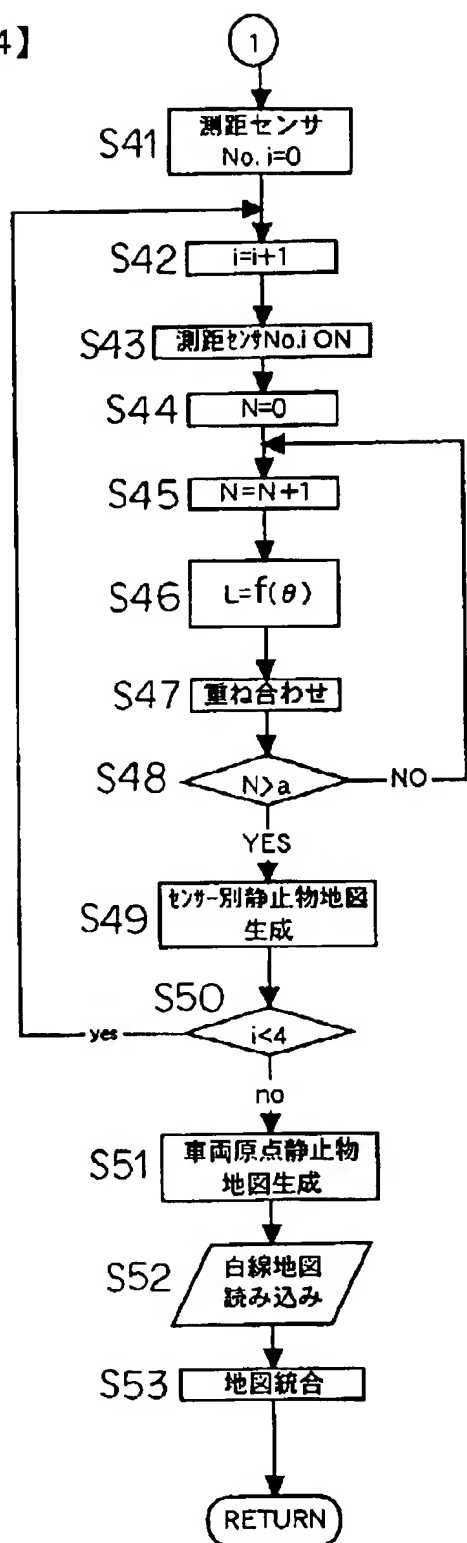 4】
1
S41
測距センサ
No. i=0
S42
i=i+1
S43
測距ｾﾝｻNo.i ON
S44
N=0
S45
N=N+1
S46
L=f(θ)
S47
重ね合わせ
S48
N>a
NO
YES
S49
ｾﾝｻｰ別静止物地図
生成
S50
yes
i<4
no
S51
車両原点静止物
地図生成
S52
白線地図
読み込み
S53
地図統合
RETURN